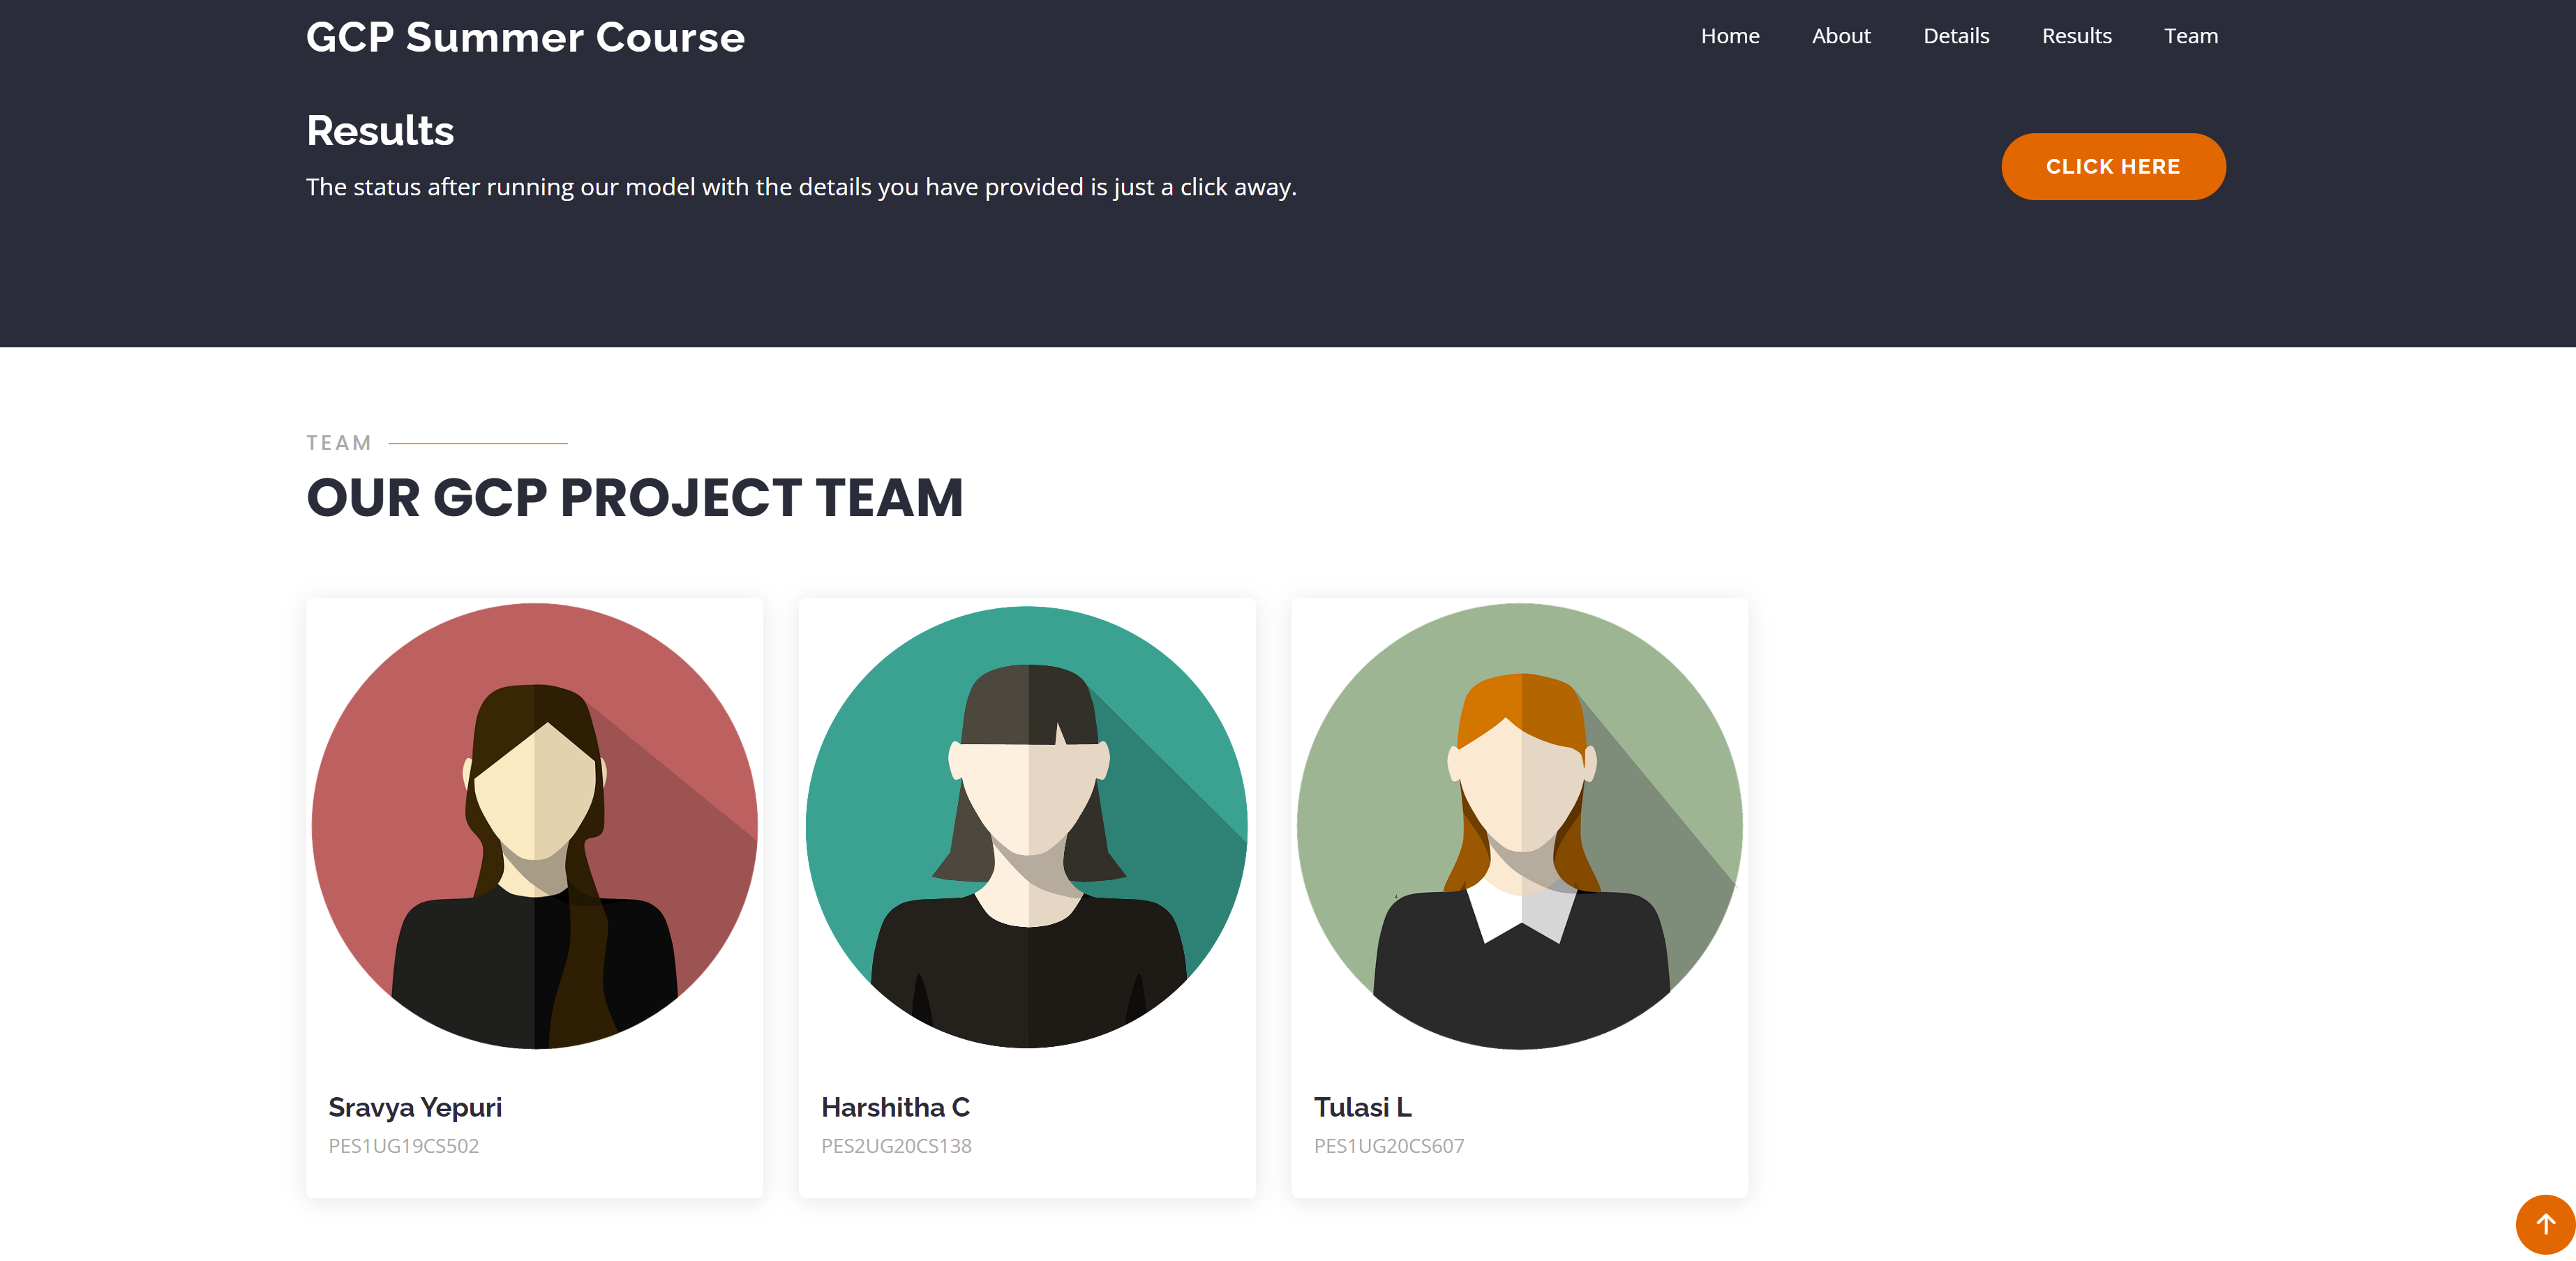 GCP Summer Course
Home About Details Results Team
Results
The status after running our model with the details you have provided is just a click away.
CLICK HERE
TEAM
OUR GCP PROJECT TEAM
Sravya Yepuri
PES1UG19CS502
Harshitha C
PES2UG20CS138
Tulasi L
PES1UG20CS607